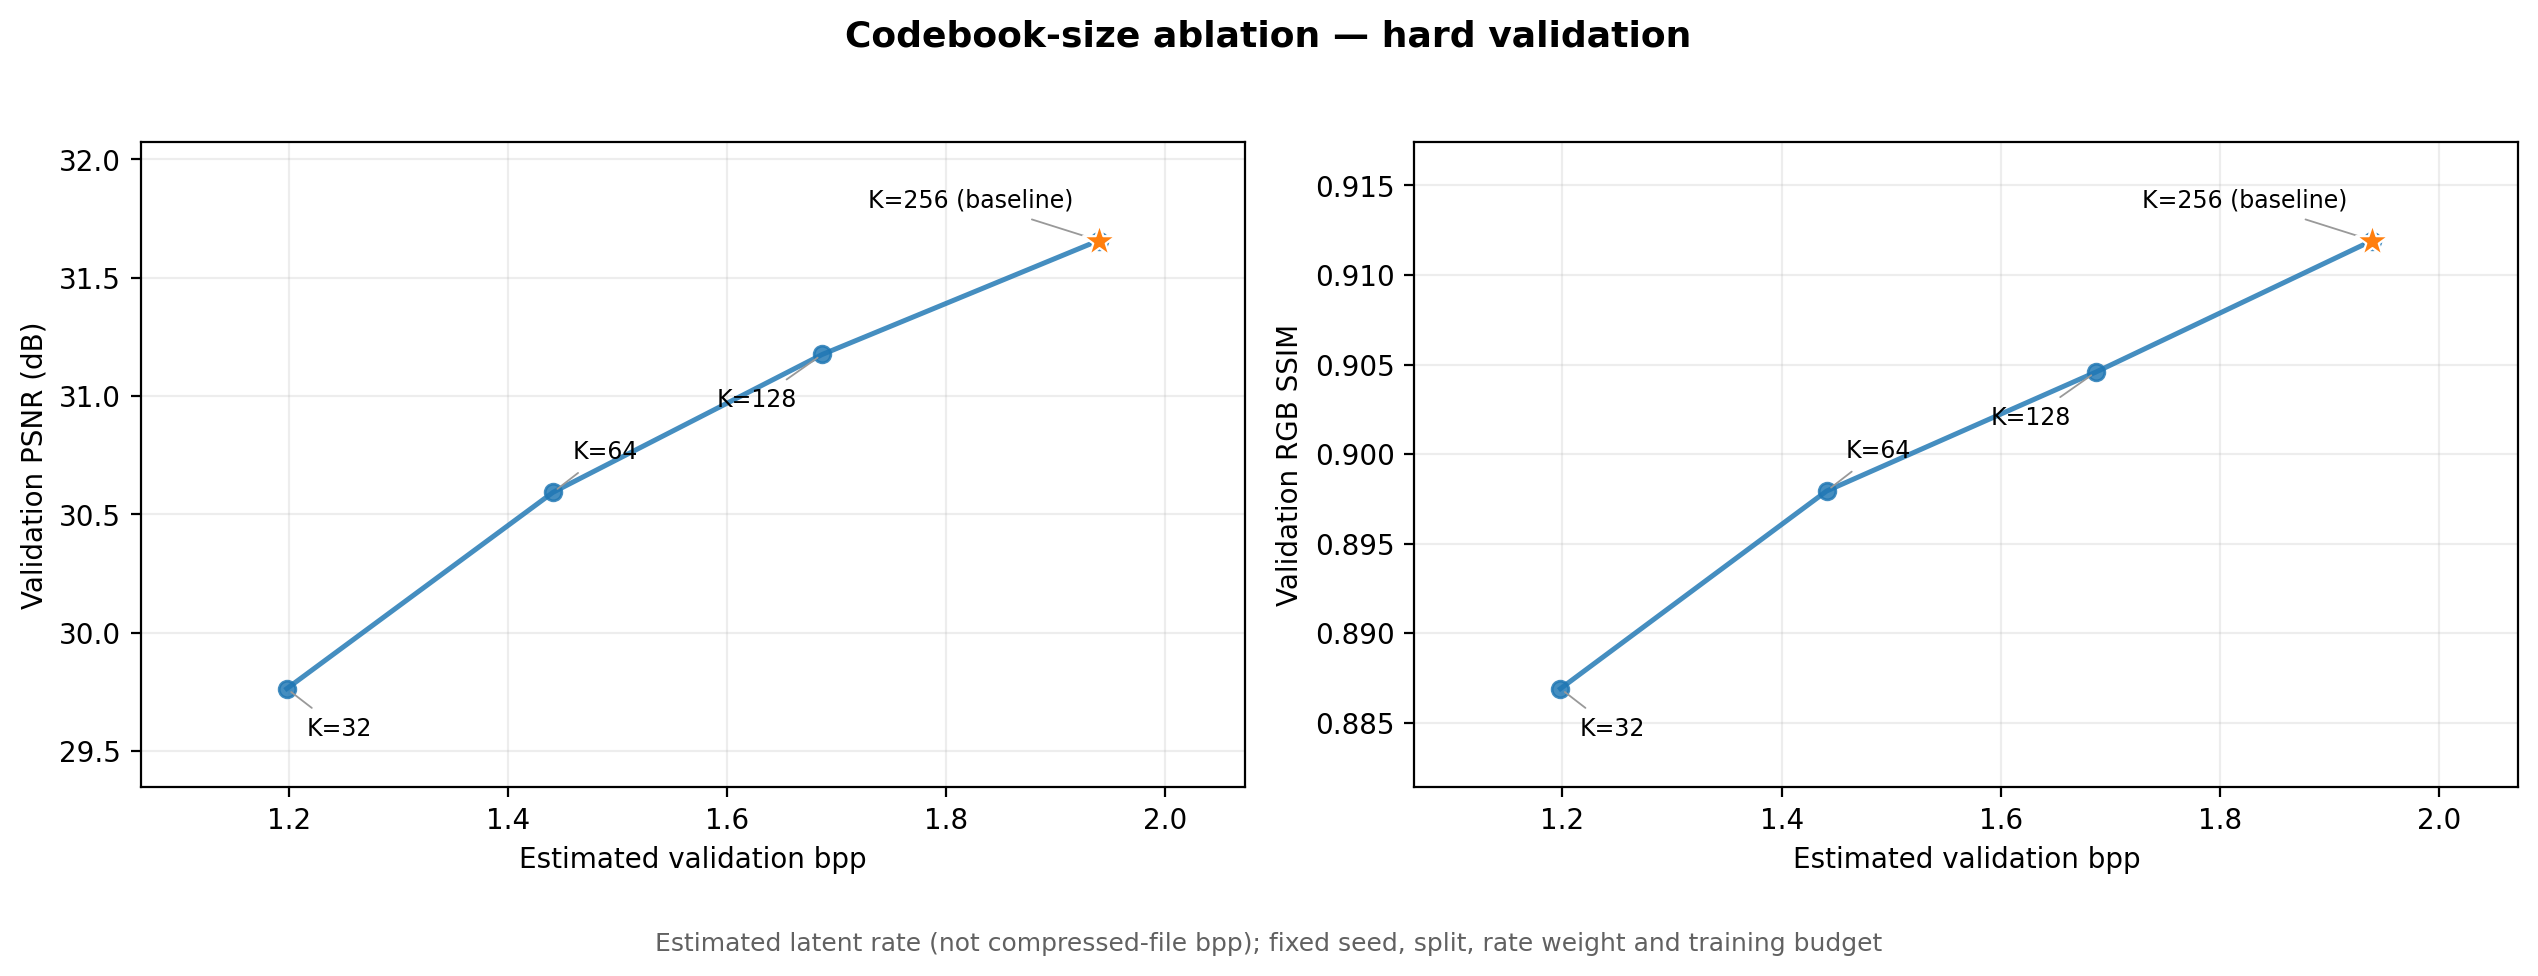 Codebook-size ablation — hard validation
Validation PSNR (dB)
32.0
31.5
31.0
30.5
30.0
29.5
K=256 (baseline)
K=128
K=64
K=32
1.2 1.4 1.6 1.8 2.0
Estimated validation bpp
Validation RGB SSIM
0.915
0.910
0.905
0.900
0.895
0.890
0.885
K=256 (baseline)
K=128
K=64
K=32
1.2 1.4 1.6 1.8 2.0
Estimated validation bpp
Estimated latent rate (not compressed-file bpp); fixed seed, split, rate weight and training budget